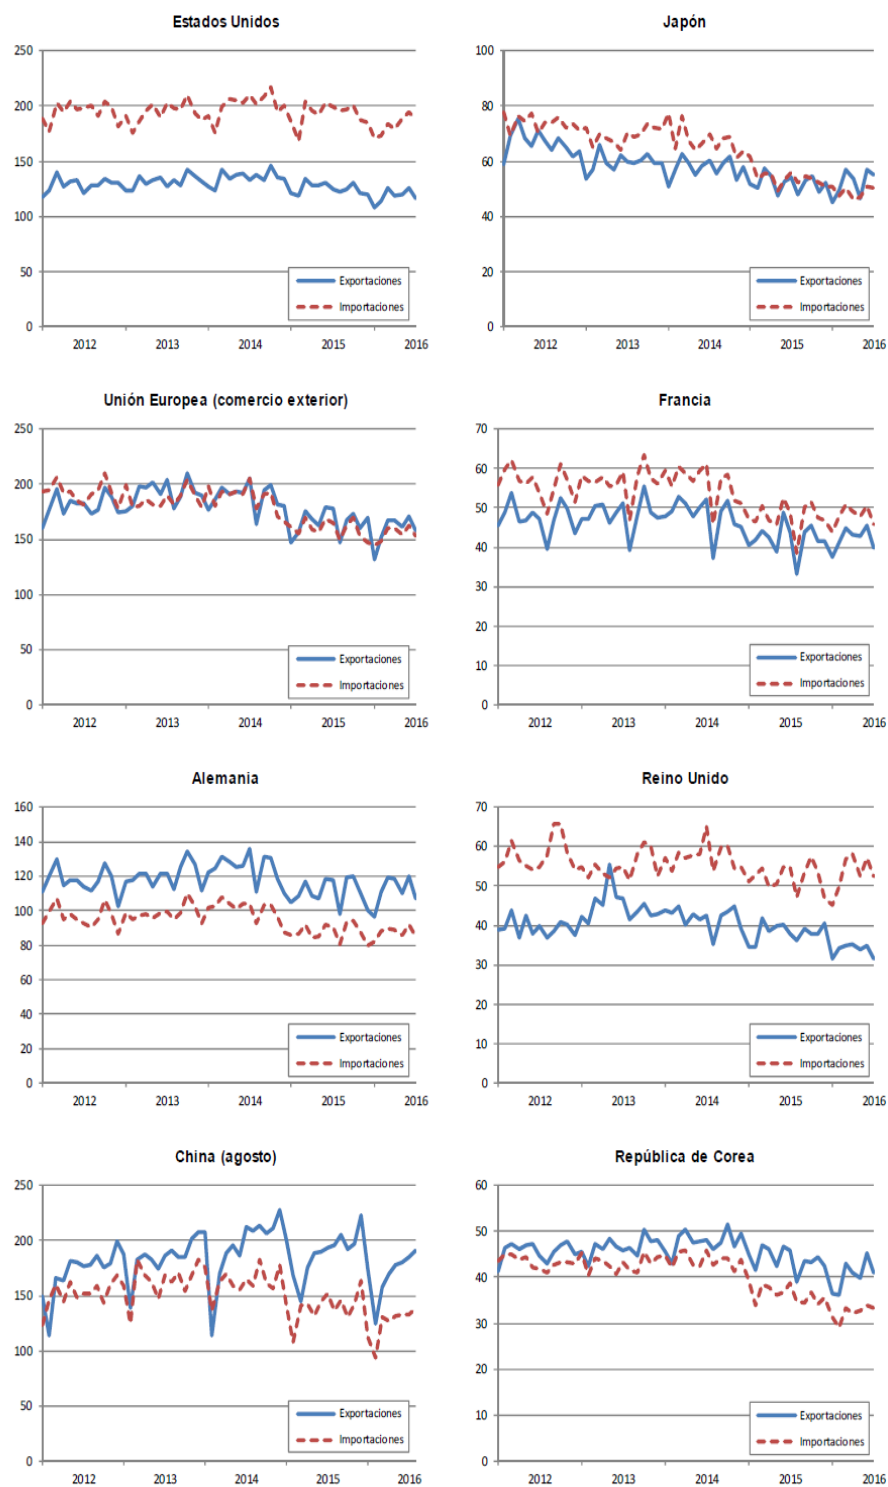 Estados Unidos
250
200
150
100
50
0
Exportaciones
Importaciones
2012 2013 2014 2015 2016
Japón
100
80
60
40
20
0
Exportaciones
Importaciones
2012 2013 2014 2015 2016
Unión Europea (comercio exterior)
250
200
150
100
50
0
Exportaciones
Importaciones
2012 2013 2014 2015 2016
Francia
70
60
50
40
30
20
10
0
Exportaciones
Importaciones
2012 2013 2014 2015 2016
Alemania
160
140
120
100
80
60
40
20
0
Exportaciones
Importaciones
2012 2013 2014 2015 2016
Reino Unido
70
60
50
40
30
20
10
0
Exportaciones
Importaciones
2012 2013 2014 2015 2016
China (agosto)
250
200
150
100
50
0
Exportaciones
Importaciones
2012 2013 2014 2015 2016
República de Corea
60
50
40
30
20
10
0
Exportaciones
Importaciones
2012 2013 2014 2015 2016